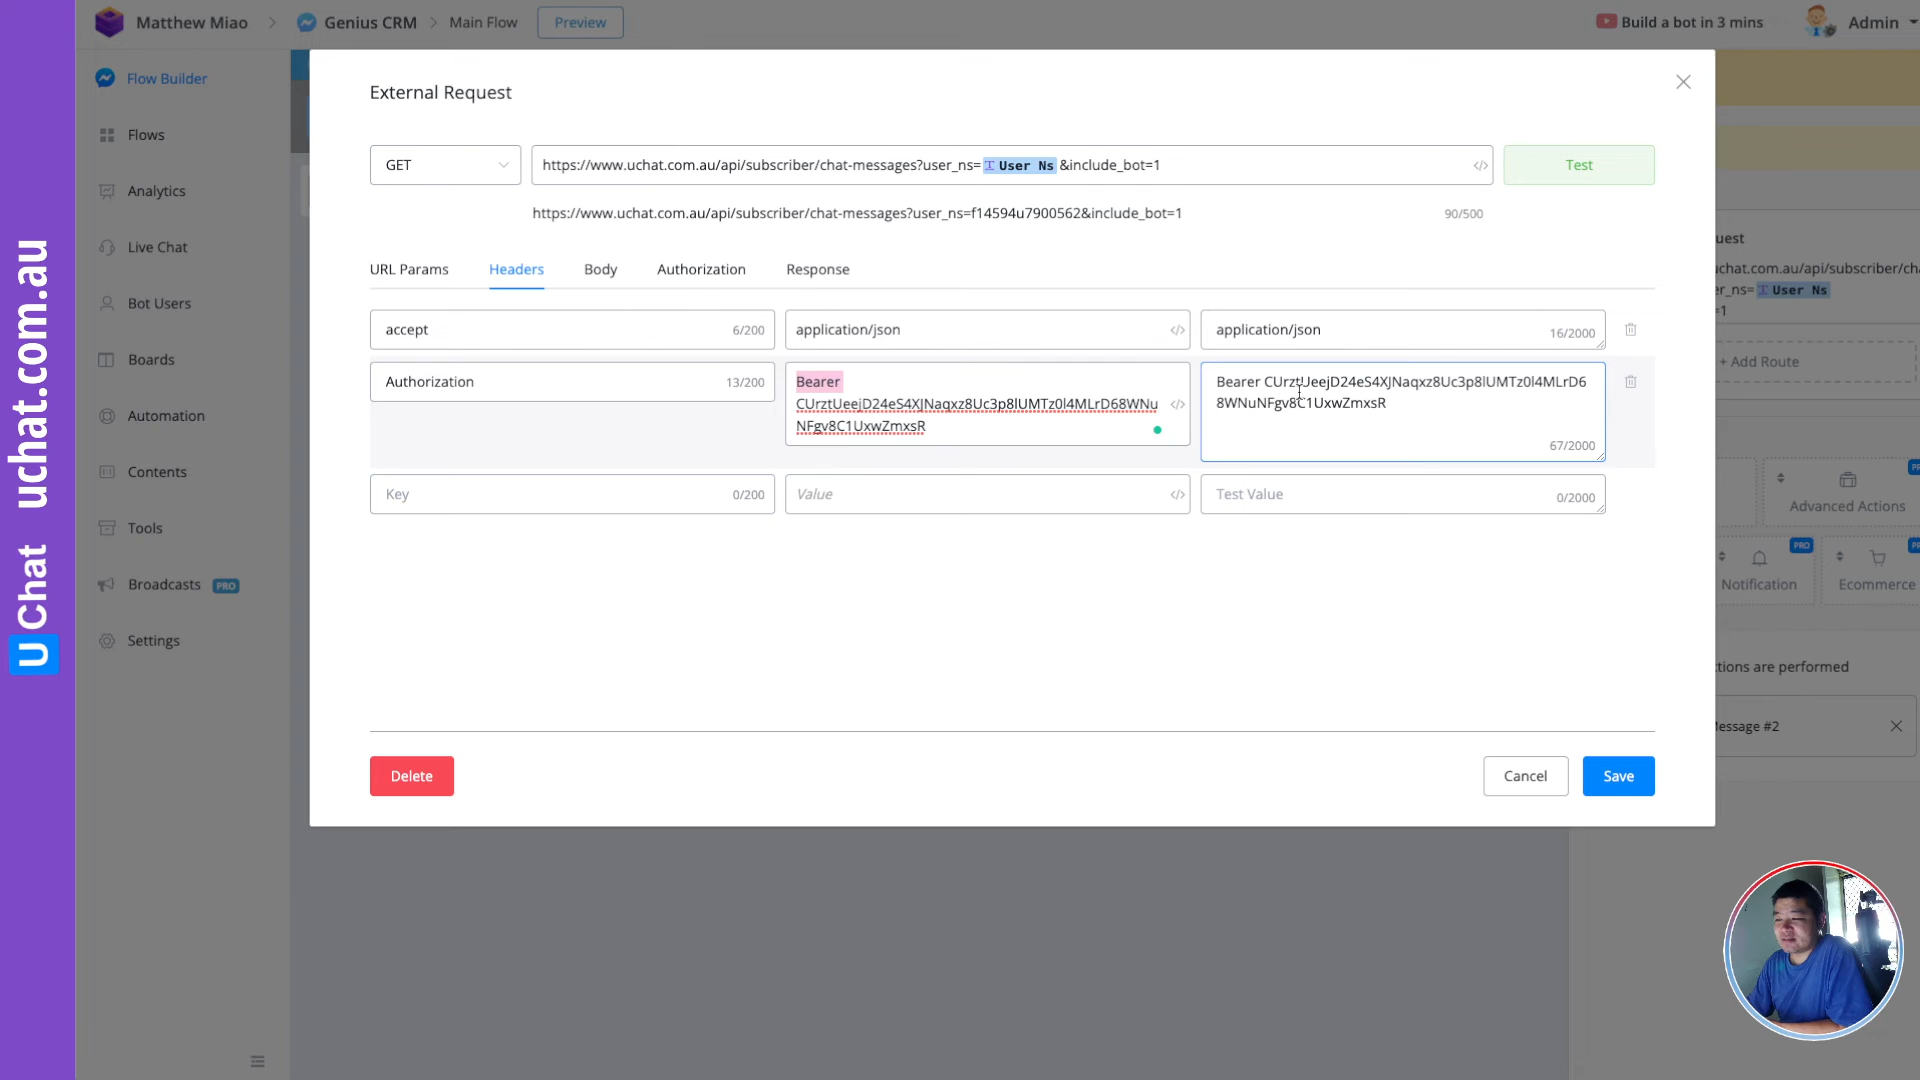 Matthew Miao
Genius CRM
Main Flow
Preview
Build a bot in 3 mins
Admin
uchat.com.au
UChat
U
Flow Builder
Flows
Analytics
Live Chat
Bot Users
Boards
Automation
Contents
Tools
Broadcasts PRO
Settings
External Request
GET
https://www.uchat.com.au/api/subscriber/chat-messages?user_ns= User Ns &include_bot=1
Test
https://www.uchat.com.au/api/subscriber/chat-messages?user_ns=f14594u7900562&include_bot=1
90/500
URL Params
Headers
Body
Authorization
Response
accept
6/200
application/json
application/json
16/2000
Authorization
13/200
Bearer
CUrztUeejD24eS4XJNaqxz8Uc3p8lUMTz0l4MLrD68WNu
NFgv8C1UxwZmxsR
Bearer CUrztUeejD24eS4XJNaqxz8Uc3p8lUMTz0l4MLrD6
8WNuNFgv8C1UxwZmxsR
67/2000
Key
0/200
Value
Test Value
0/2000
Delete
Cancel
Save
uest
uchat.com.au/api/subscriber/cha
er_ns= User Ns
=1
+ Add Route
Advanced Actions
PRO
Notification
Ecommerce
tions are performed
Message #2